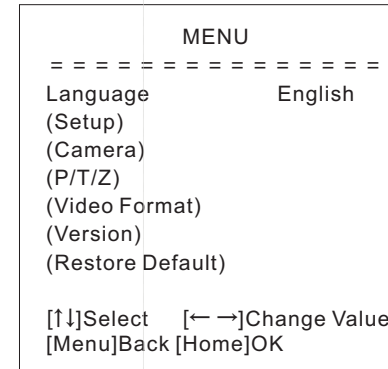 MENU
= = = = = = = = = = = = = = =
Language English
(Setup)
(Camera)
(P/T/Z)
(Video Format)
(Version)
(Restore Default)
[↑↓]Select [← →]Change Value
[Menu]Back [Home]OK